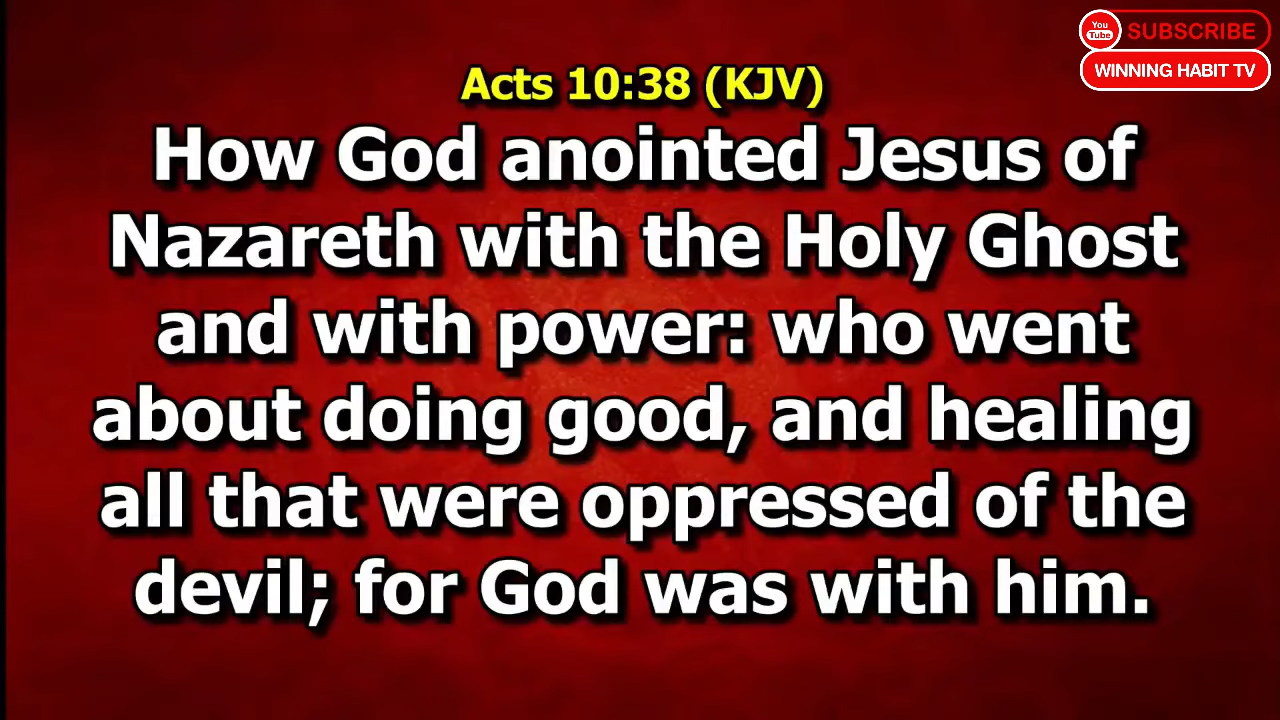 You
Tube
SUBSCRIBE
WINNING HABIT TV
Acts 10:38 (KJV)
How God anointed Jesus of
Nazareth with the Holy Ghost
and with power: who went
about doing good, and healing
all that were oppressed of the
devil; for God was with him.